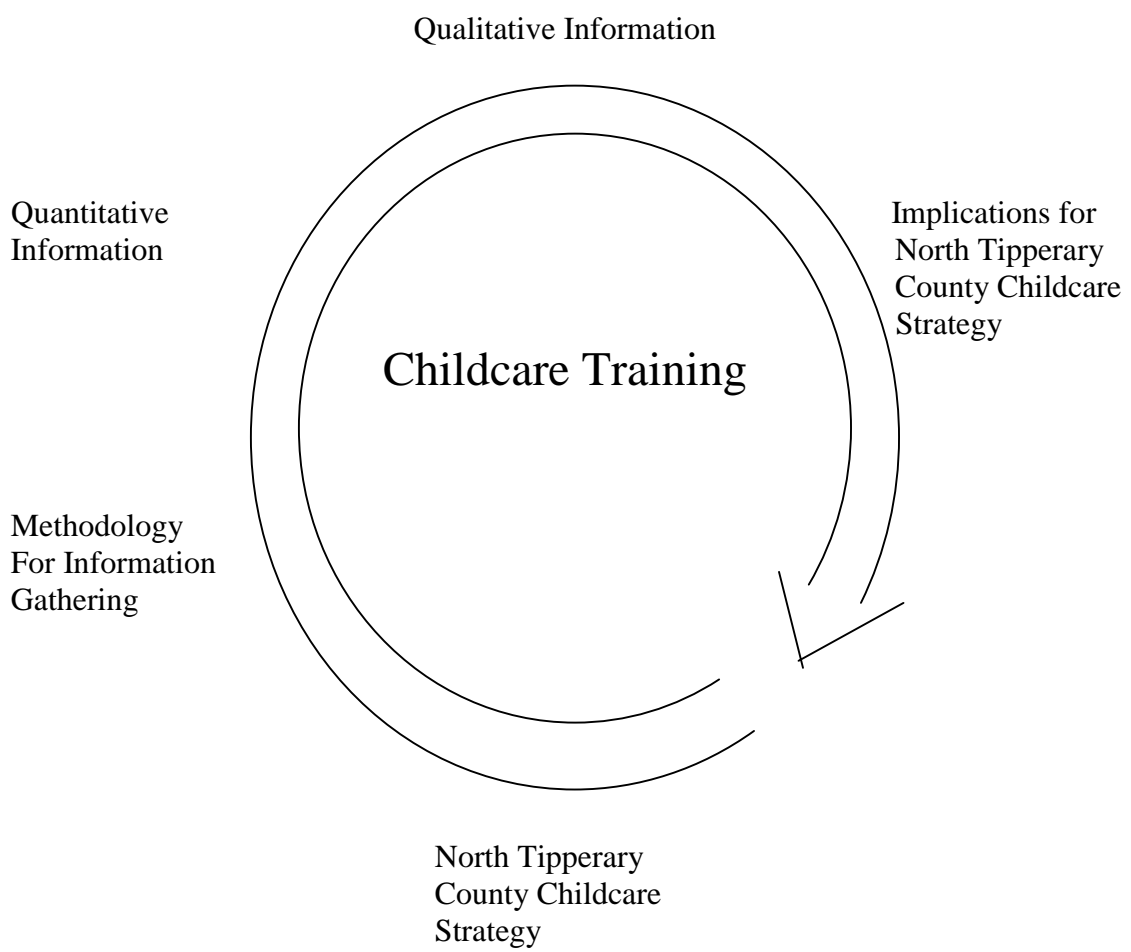 Qualitative Information
Quantitative
Information
Implications for
North Tipperary
County Childcare
Strategy
Childcare Training
Methodology
For Information
Gathering
North Tipperary
County Childcare
Strategy